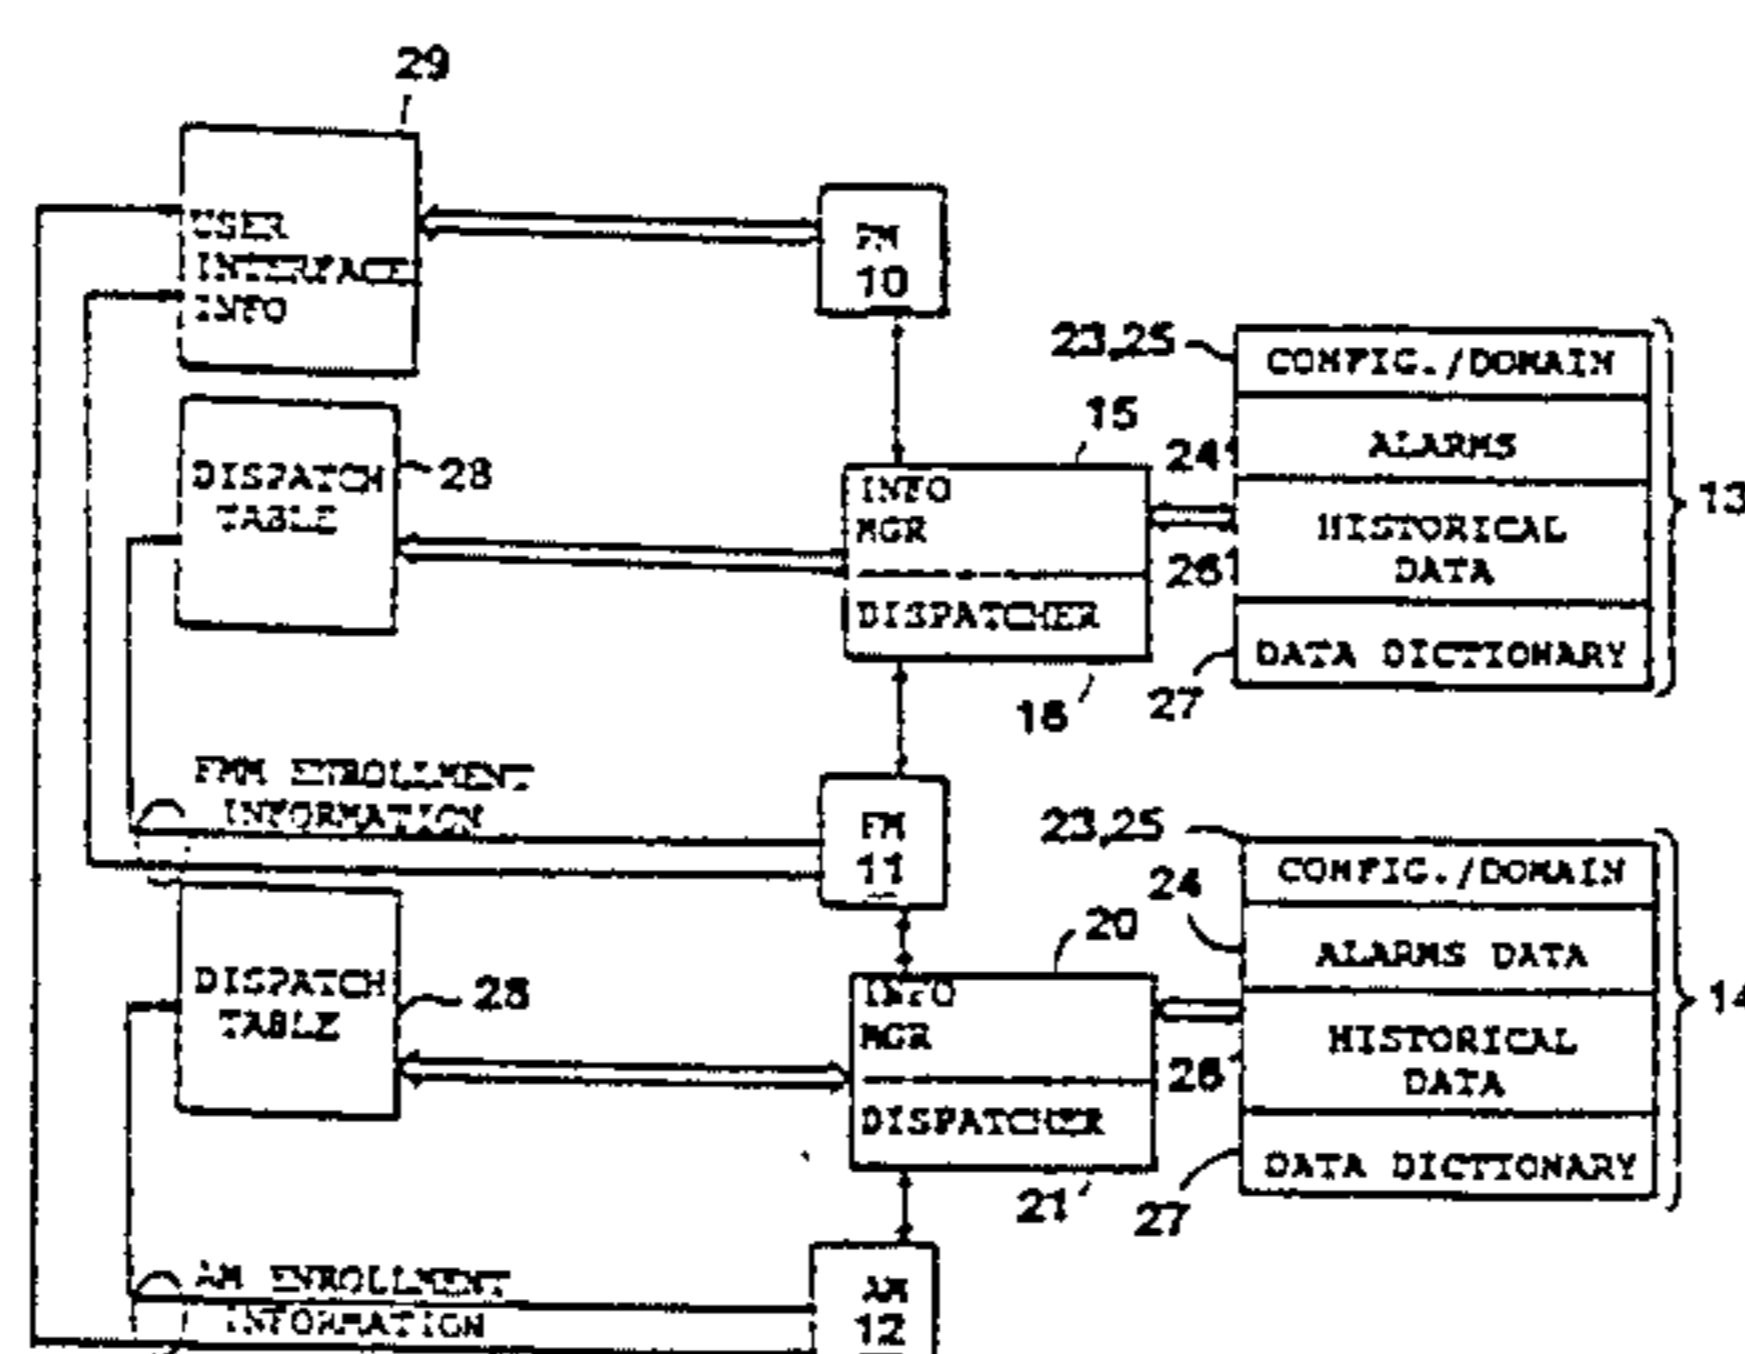 29
USER
INTERFACE
INFO
PM
10
23,25
CONFIG./DOMAIN
15
24
ALARMS
DISPATCH
TABLE
28
INFO
MGR
HISTORICAL
DATA
13
26
DISPATCHER
DATA DICTIONARY
16
27
FMM ENROLLMENT
INFORMATION
FM
11
23,25
CONFIG./DOMAIN
24
20
ALARMS DATA
DISPATCH
TABLE
28
INFO
MGR
HISTORICAL
DATA
14
26
DISPATCHER
DATA DICTIONARY
21
27
AM ENROLLMENT
INFORMATION
AM
12